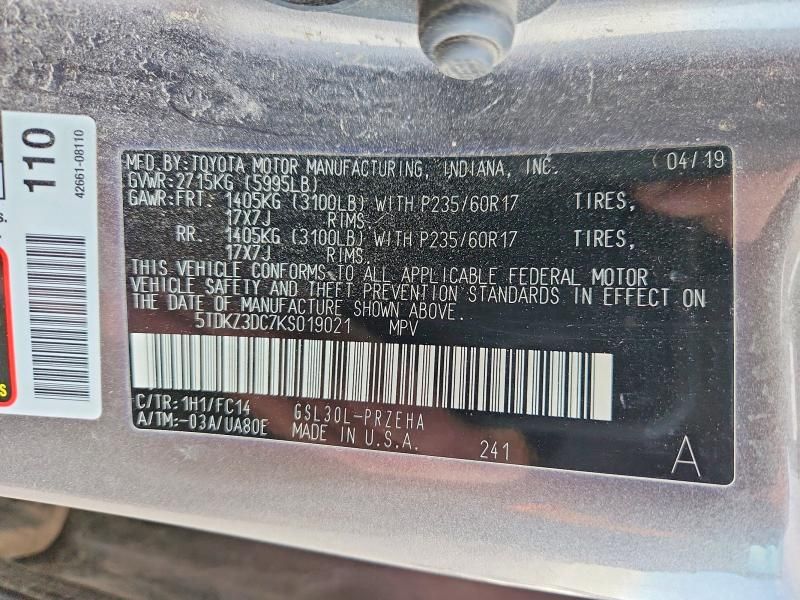 110
42661-08110
s.
S
MFD.BY:TOYOTA MOTOR MANUFACTURING, INDIANA, INC. 04/19
GVWR:2715KG (5995LB)
GAWR:FRT. 1405KG (3100LB) WITH P235/60R17 TIRES,
17X7J RIMS.
RR. 1405KG (3100LB) WITH P235/60R17 TIRES,
17X7J RIMS.
THIS VEHICLE CONFORMS TO ALL APPLICABLE FEDERAL MOTOR
VEHICLE SAFETY AND THEFT PREVENTION STANDARDS IN EFFECT ON
THE DATE OF MANUFACTURE SHOWN ABOVE.
5TDKZ3DC7KS019021 MPV
C/TR:1H1/FC14 GSL30L-PRZEHA
A/TM:-03A/UA80E MADE IN U.S.A. 241 A